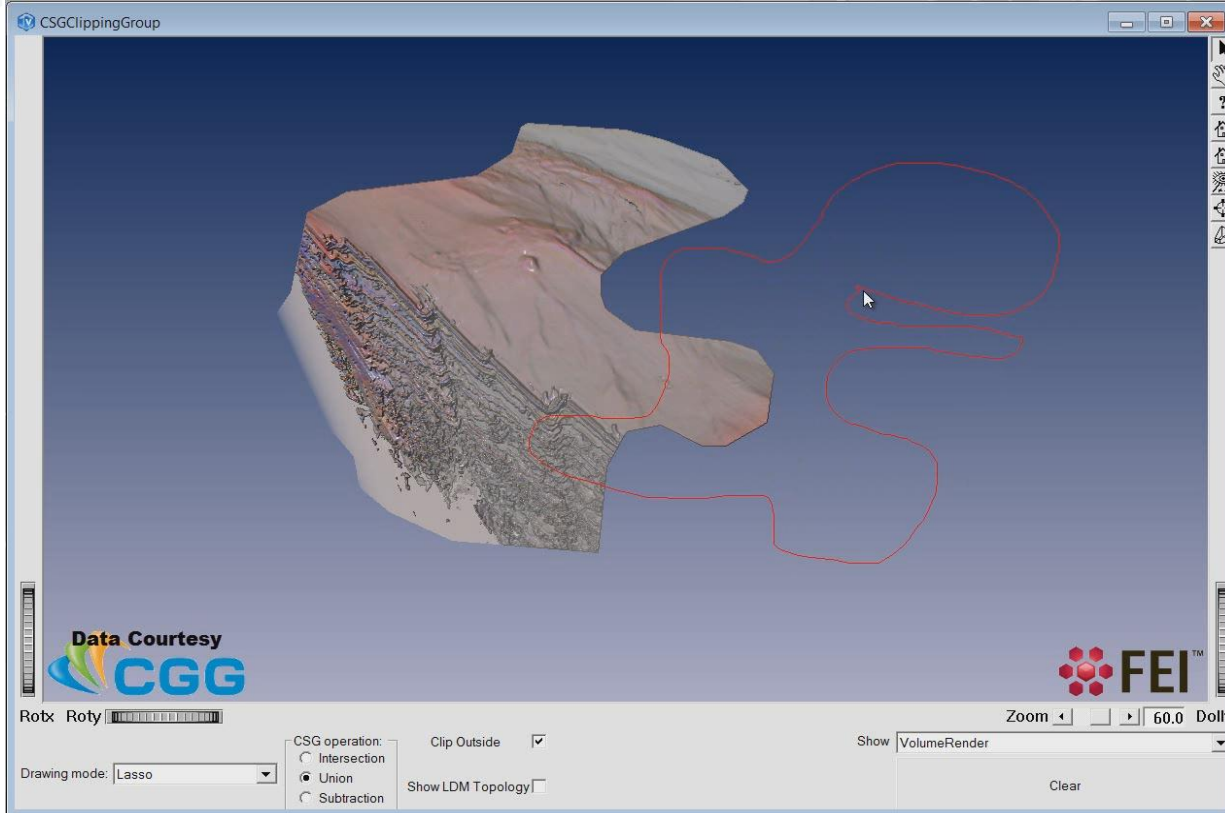 CSGClippingGroup
Data Courtesy
CGG
FEI™
Rotx Roty
Zoom 60.0 Doll
Drawing mode: Lasso
CSG operation:
Intersection
Union
Subtraction
Clip Outside
Show LDM Topology
Show VolumeRender
Clear